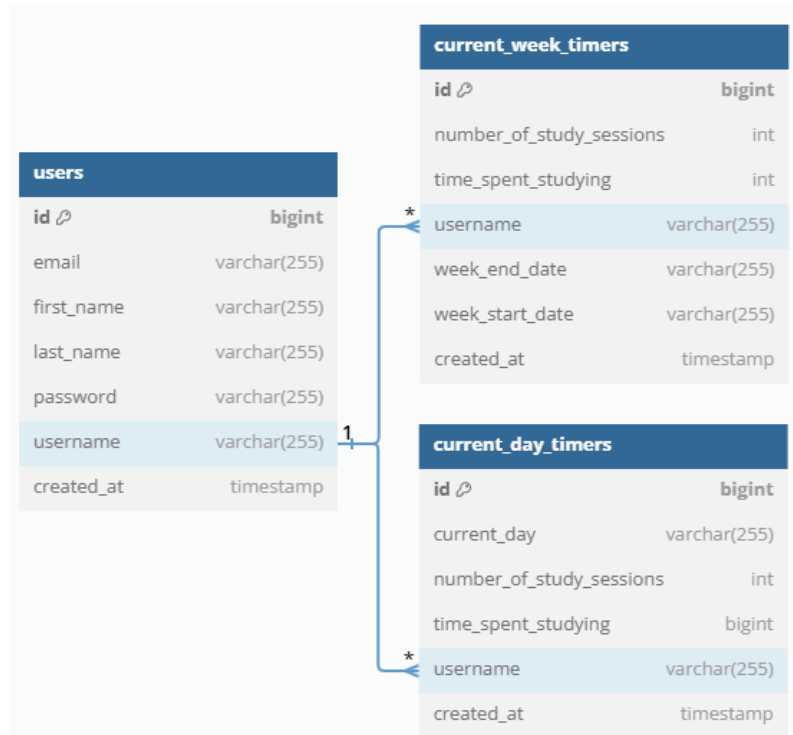 users
id bigint
email varchar(255)
first_name varchar(255)
last_name varchar(255)
password varchar(255)
username varchar(255) 1
created_at timestamp
current_week_timers
id bigint
number_of_study_sessions int
time_spent_studying int
* username varchar(255)
week_end_date varchar(255)
week_start_date varchar(255)
created_at timestamp
current_day_timers
id bigint
current_day varchar(255)
number_of_study_sessions int
time_spent_studying bigint
* username varchar(255)
created_at timestamp